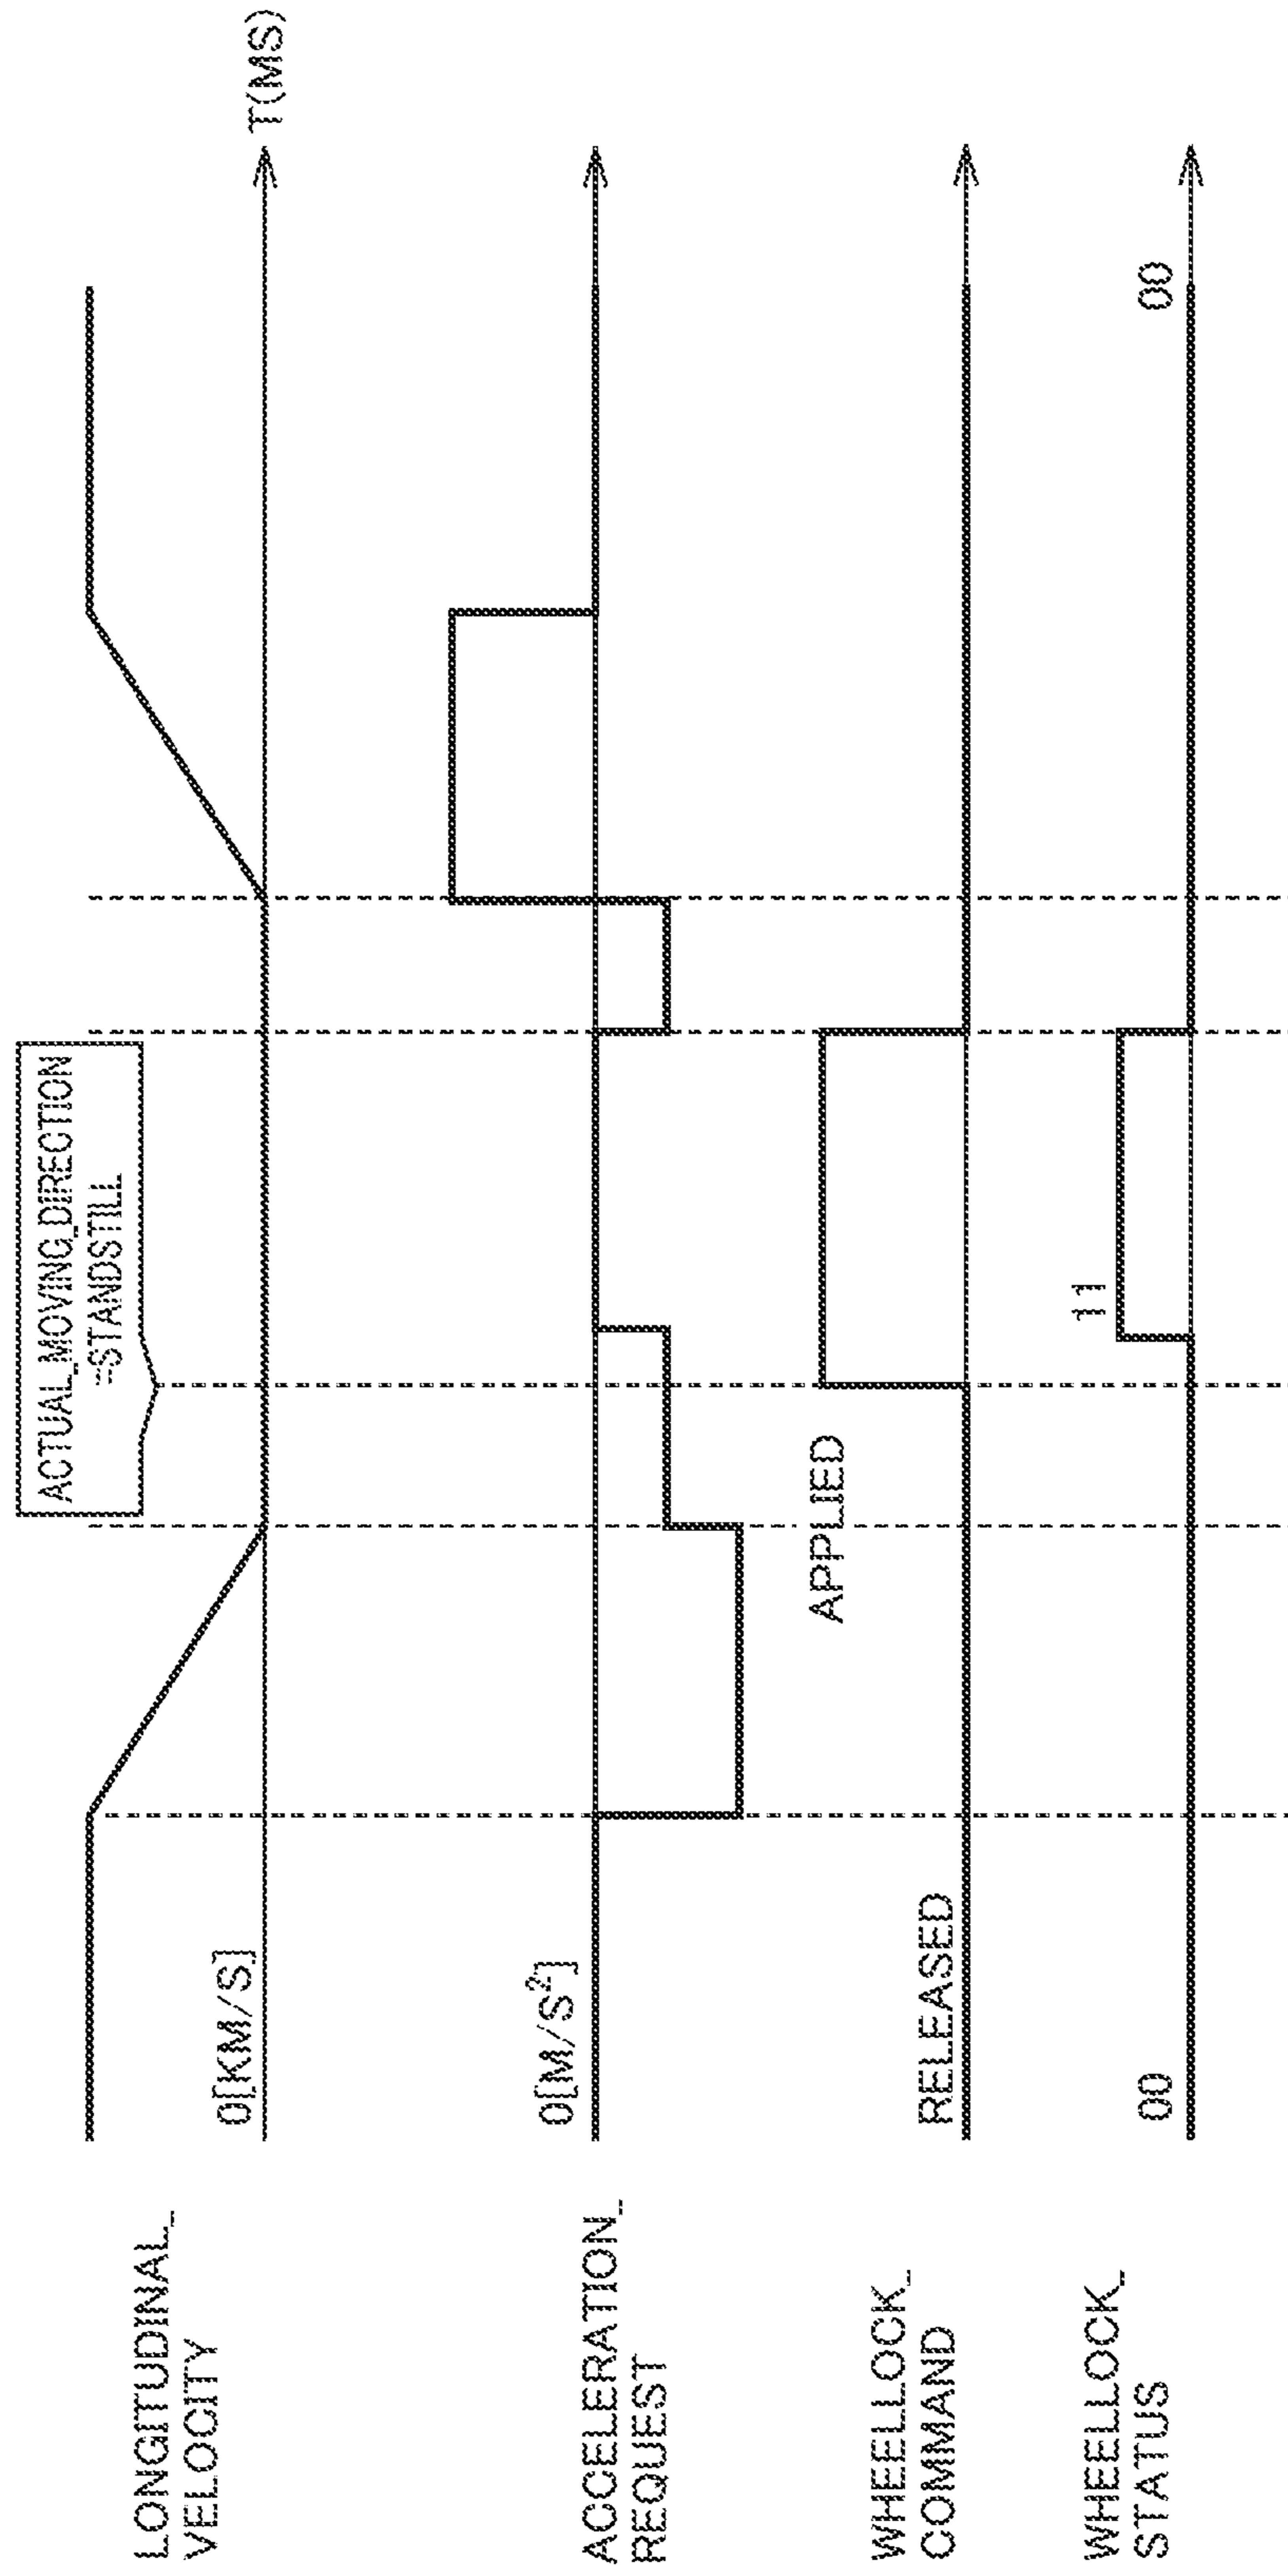 ACTUAL_MOVING_DIRECTION
=STANDSTILL
T(MS)
LONGITUDINAL_
VELOCITY
0[KM/S]
ACCELERATION_
REQUEST
0[M/S²]
WHEELLOCK_
COMMAND
RELEASED
APPLIED
WHEELLOCK_
STATUS
00
11
00